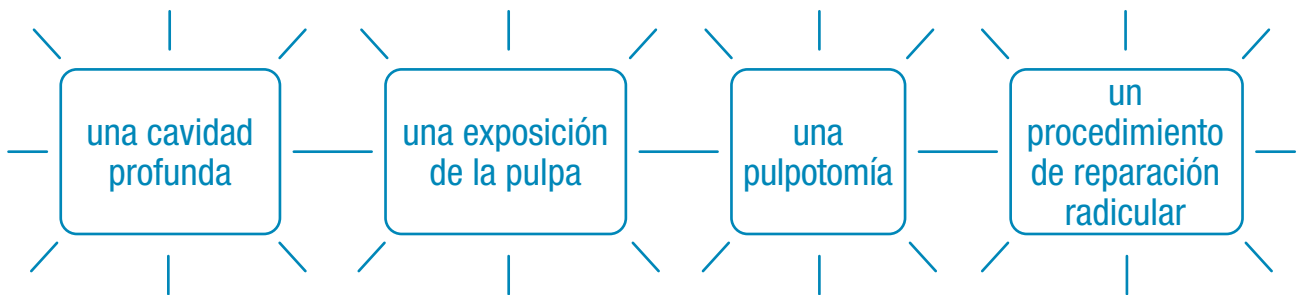 una cavidad
profunda
una exposición
de la pulpa
una
pulpotomía
un
procedimiento
de reparación
radicular